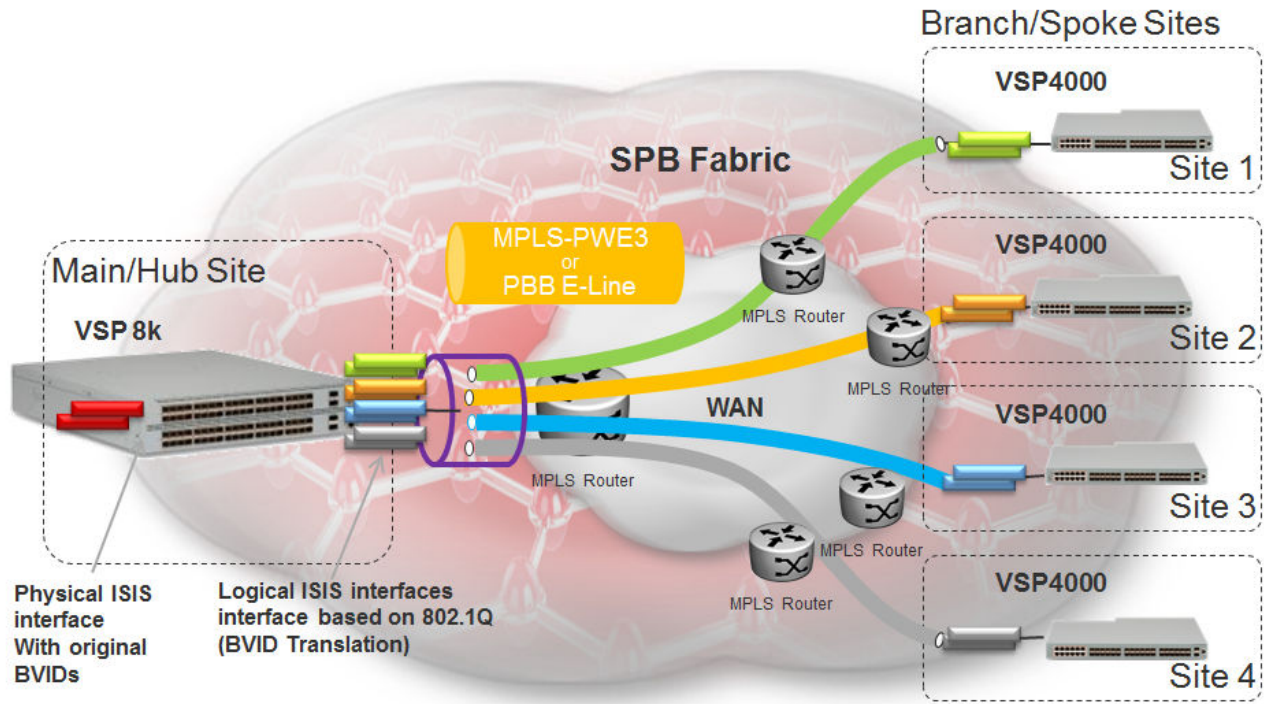 Branch/Spoke Sites
VSP4000
Site 1
SPB Fabric
MPLS-PWE3
or
PBB E-Line
MPLS Router
VSP4000
Site 2
Main/Hub Site
VSP 8k
MPLS Router
WAN
VSP4000
MPLS Router
Site 3
MPLS Router
VSP4000
MPLS Router
Site 4
Physical ISIS
interface
With original
BVIDs
Logical ISIS interfaces
interface based on 802.1Q
(BVID Translation)